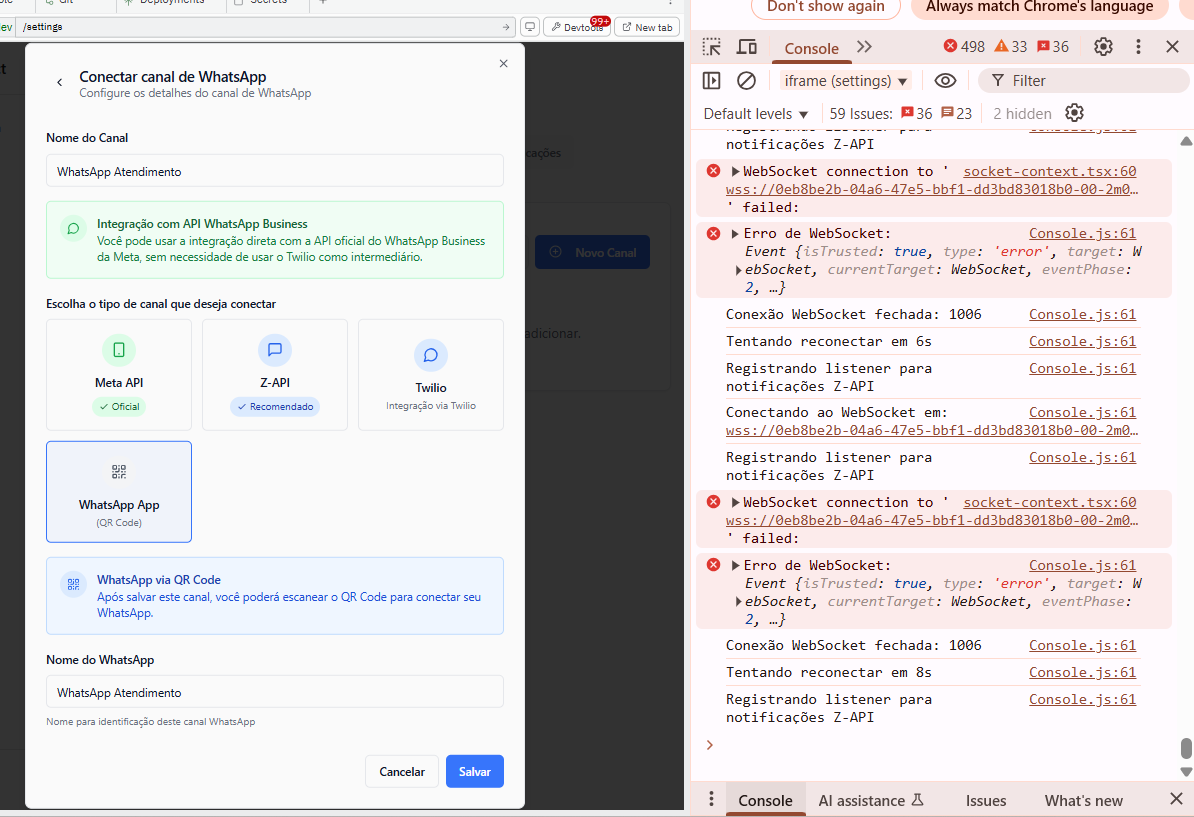 Git
Deployments
Secrets
Don't show again
Always match Chrome's language
/settings
Devtools
99+
New tab
Console
498
33
36
Conectar canal de WhatsApp
Configure os detalhes do canal de WhatsApp
iframe (settings)
Filter
Default levels
59 Issues:
36
23
2 hidden
Nome do Canal
WhatsApp Atendimento
Integração com API WhatsApp Business
Você pode usar a integração direta com a API oficial do WhatsApp Business
da Meta, sem necessidade de usar o Twilio como intermediário.
Novo Canal
Escolha o tipo de canal que deseja conectar
adicionar.
Meta API
Oficial
Z-API
Recomendado
Twilio
Integração via Twilio
WhatsApp App
(QR Code)
WhatsApp via QR Code
Após salvar este canal, você poderá escanear o QR Code para conectar seu
WhatsApp.
Nome do WhatsApp
WhatsApp Atendimento
Nome para identificação deste canal WhatsApp
Cancelar
Salvar
Registrando listener para Console.js:61
notificações Z-API
WebSocket connection to ' socket-context.tsx:60
wss://0eb8be2b-04a6-47e5-bbf1-dd3bd83018b0-00-2m0…
' failed:
Erro de WebSocket: Console.js:61
Event {isTrusted: true, type: 'error', target: W
ebSocket, currentTarget: WebSocket, eventPhase:
2, …}
Conexão WebSocket fechada: 1006 Console.js:61
Tentando reconectar em 6s Console.js:61
Registrando listener para Console.js:61
notificações Z-API
Conectando ao WebSocket em: Console.js:61
wss://0eb8be2b-04a6-47e5-bbf1-dd3bd83018b0-00-2m0…
Registrando listener para Console.js:61
notificações Z-API
WebSocket connection to ' socket-context.tsx:60
wss://0eb8be2b-04a6-47e5-bbf1-dd3bd83018b0-00-2m0…
' failed:
Erro de WebSocket: Console.js:61
Event {isTrusted: true, type: 'error', target: W
ebSocket, currentTarget: WebSocket, eventPhase:
2, …}
Conexão WebSocket fechada: 1006 Console.js:61
Tentando reconectar em 8s Console.js:61
Registrando listener para Console.js:61
notificações Z-API
Console
AI assistance
Issues
What's new